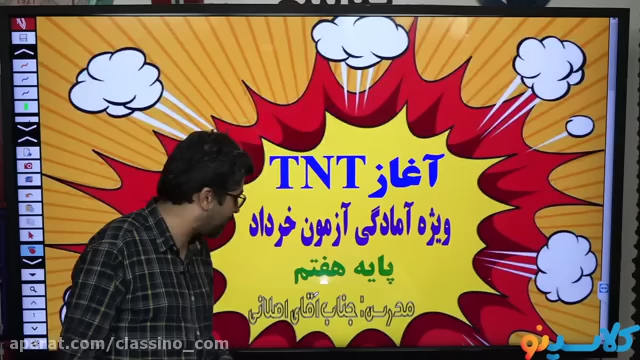 آغاز TNT
ویژه آمادگی آزمون خرداد
پایه هفتم
مدرس: جناب آقای اصلانی
کلاسینو
aparat.com/classino_com